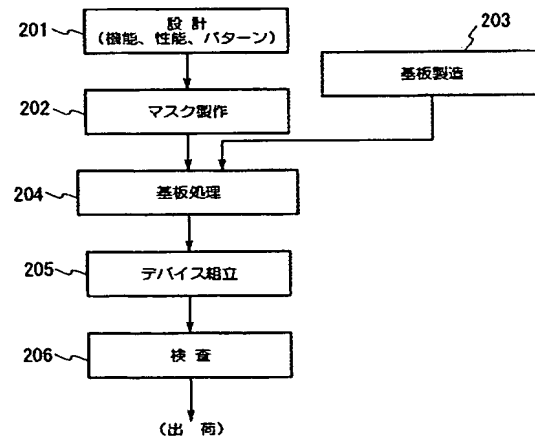 201
設 計
(機能、性能、パターン)
203
基板製造
202
マスク製作
204
基板処理
205
デバイス組立
206
検 査
(出 荷)